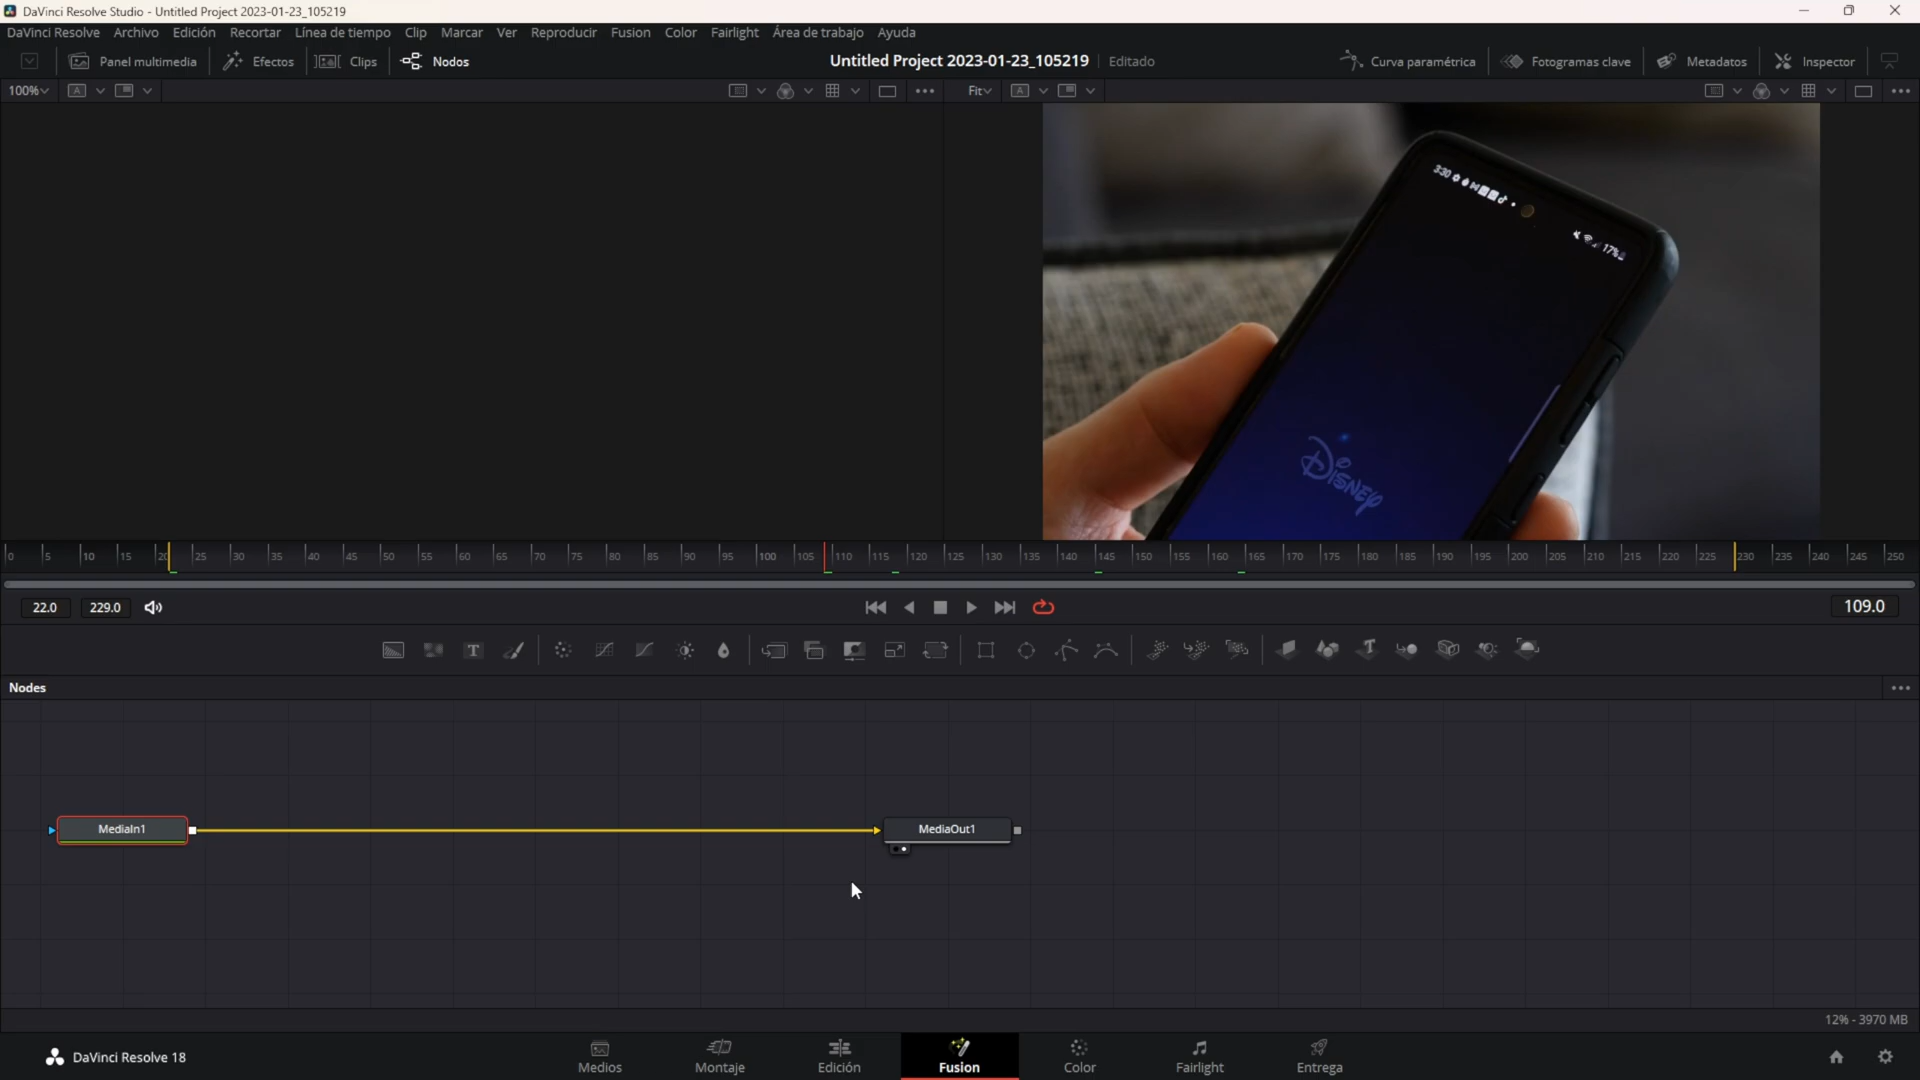 DaVinci Resolve Studio - Untitled Project 2023-01-23_105219
DaVinci Resolve Archivo Edición Recortar Línea de tiempo Clip Marcar Ver Reproducir Fusion Color Fairlight Área de trabajo Ayuda
Panel multimedia Efectos Clips Nodos Untitled Project 2023-01-23_105219 Editado Curva paramétrica Fotogramas clave Metadatos Inspector
100% A Fit A
3:30
17%
Disney
0 5 10 15 20 25 30 35 40 45 50 55 60 65 70 75 80 85 90 95 100 105 110 115 120 125 130 135 140 145 150 155 160 165 170 175 180 185 190 195 200 205 210 215 220 225 230 235 240 245 250
22.0 229.0 109.0
T T
Nodes
MediaIn1 MediaOut1
12% - 3970 MB
DaVinci Resolve 18 Medios Montaje Edición Fusion Color Fairlight Entrega